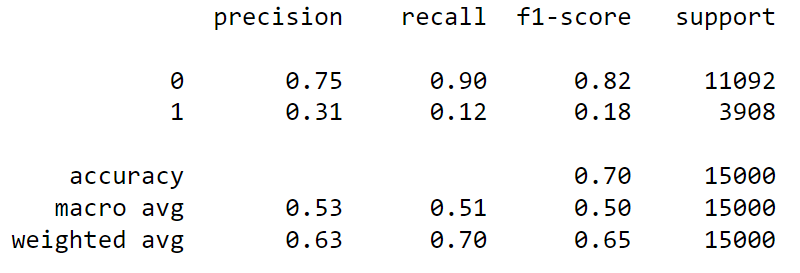 precision recall f1-score support
0 0.75 0.90 0.82 11092
1 0.31 0.12 0.18 3908
accuracy 0.70 15000
macro avg 0.53 0.51 0.50 15000
weighted avg 0.63 0.70 0.65 15000